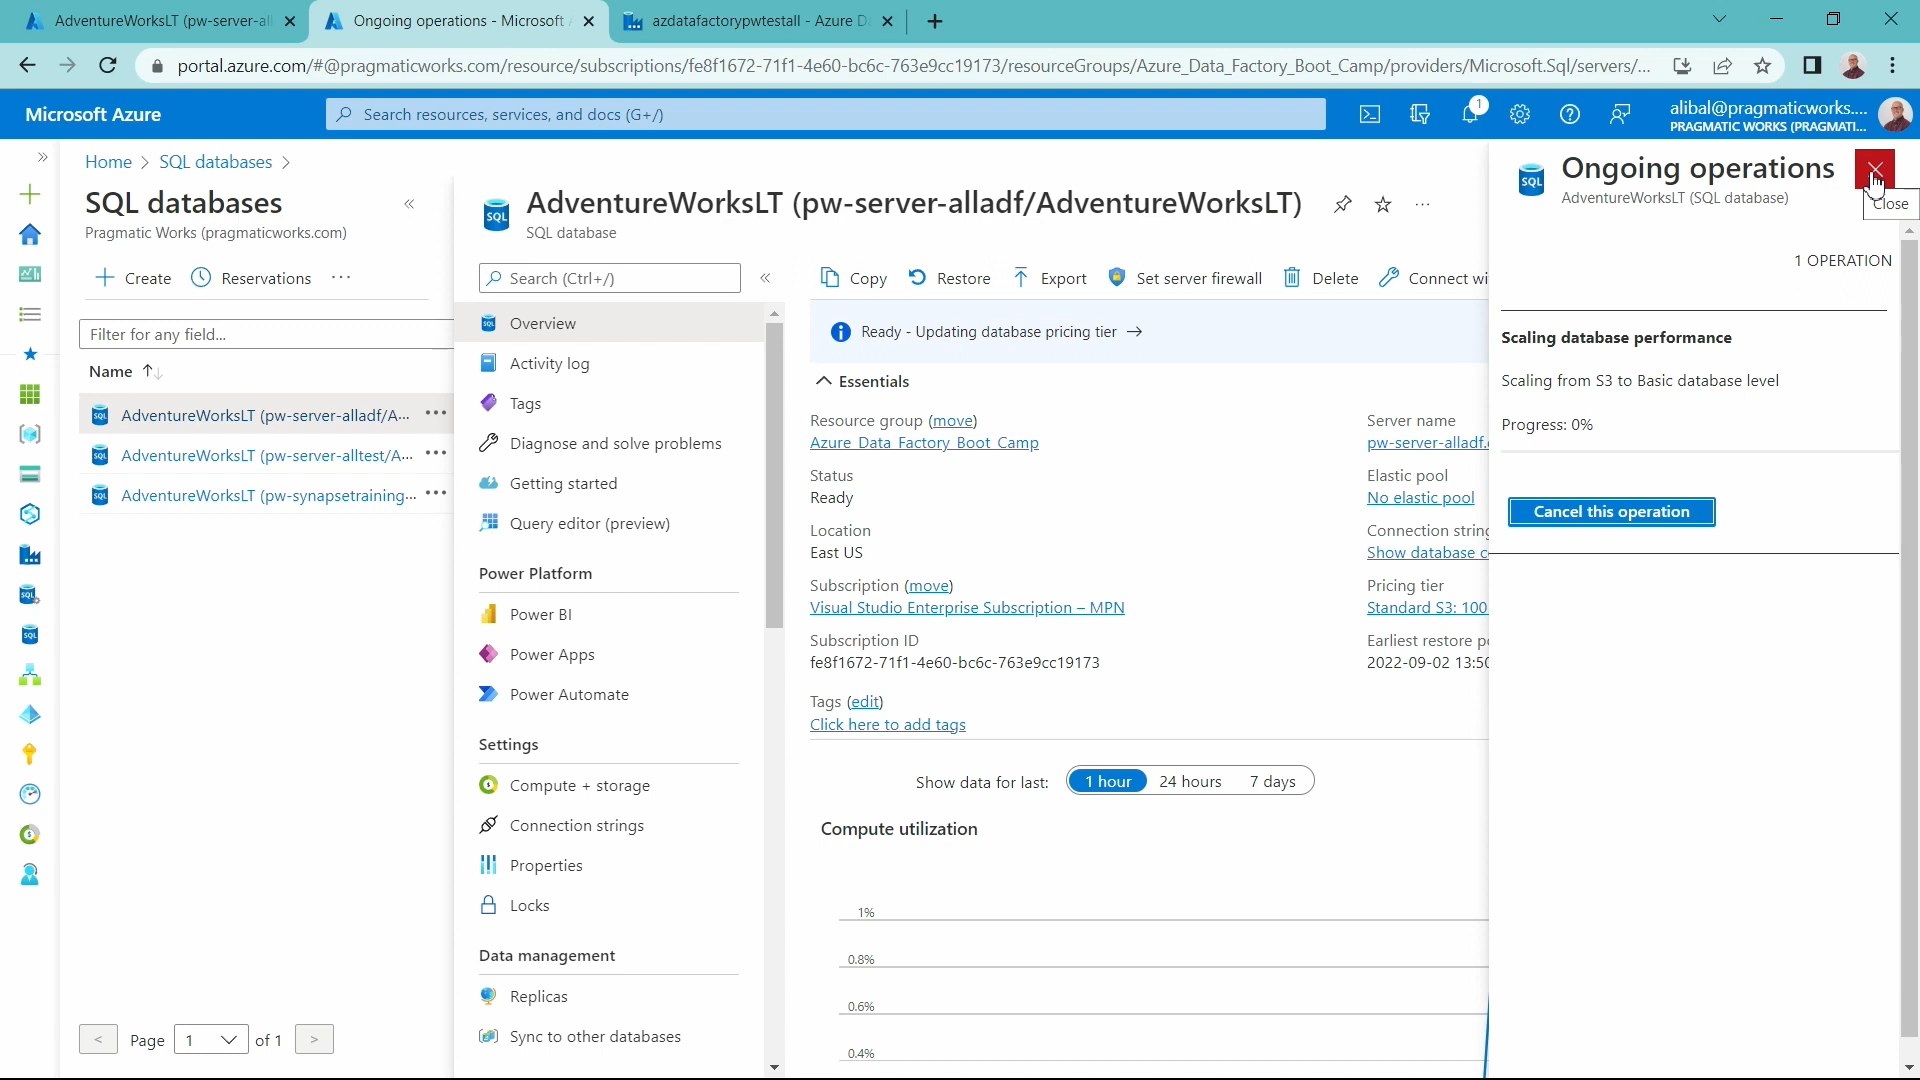 AdventureWorksLT (pw-server-all
Ongoing operations - Microsoft
azdatafactorypwtestall - Azure D
portal.azure.com/#@pragmaticworks.com/resource/subscriptions/fe8f1672-71f1-4e60-bc6c-763e9cc19173/resourceGroups/Azure_Data_Factory_Boot_Camp/providers/Microsoft.Sql/servers/...
Microsoft Azure
Search resources, services, and docs (G+/)
1
alibal@pragmaticworks....
PRAGMATIC WORKS (PRAGMATI...
Home > SQL databases >
SQL databases
Pragmatic Works (pragmaticworks.com)
Create
Reservations
Filter for any field...
Name
AdventureWorksLT (pw-server-alladf/A...
AdventureWorksLT (pw-server-alltest/A...
AdventureWorksLT (pw-synapsetraining...
< Page 1 of 1 >
AdventureWorksLT (pw-server-alladf/AdventureWorksLT)
SQL database
Search (Ctrl+/)
Overview
Activity log
Tags
Diagnose and solve problems
Getting started
Query editor (preview)
Power Platform
Power BI
Power Apps
Power Automate
Settings
Compute + storage
Connection strings
Properties
Locks
Data management
Replicas
Sync to other databases
Copy
Restore
Export
Set server firewall
Delete
Connect wi
Ready - Updating database pricing tier →
Essentials
Resource group (move)
Azure_Data_Factory_Boot_Camp
Status
Ready
Location
East US
Subscription (move)
Visual Studio Enterprise Subscription – MPN
Subscription ID
fe8f1672-71f1-4e60-bc6c-763e9cc19173
Tags (edit)
Click here to add tags
Server name
pw-server-alladf.
Elastic pool
No elastic pool
Connection string
Show database c
Pricing tier
Standard S3: 100
Earliest restore po
2022-09-02 13:50
Show data for last:
1 hour
24 hours
7 days
Compute utilization
1%
0.8%
0.6%
0.4%
SQL
Ongoing operations
AdventureWorksLT (SQL database)
Close
1 OPERATION
Scaling database performance
Scaling from S3 to Basic database level
Progress: 0%
Cancel this operation